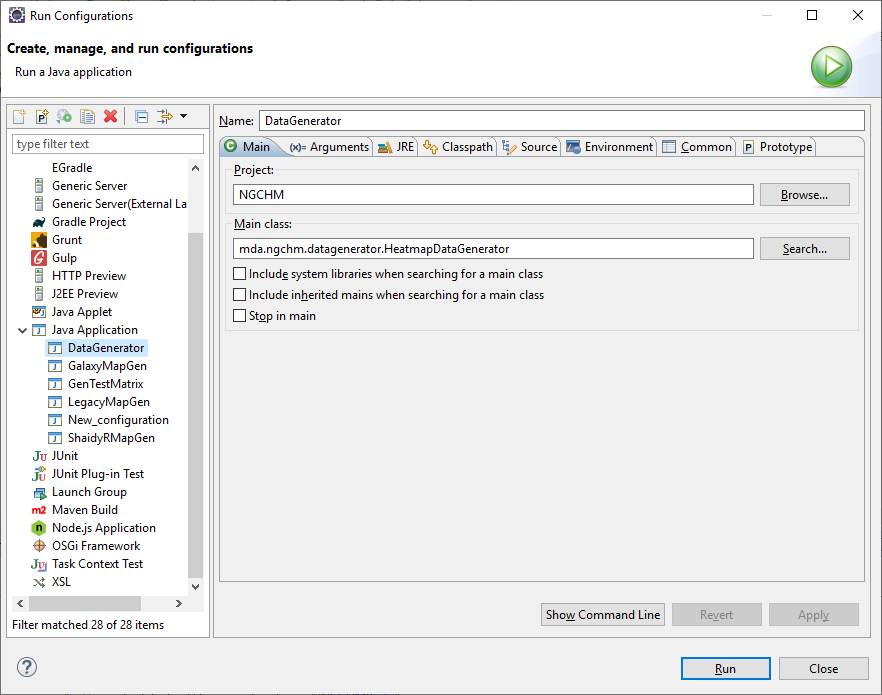 Run Configurations
Create, manage, and run configurations
Run a Java application
type filter text
EGradle
Generic Server
Generic Server(External La
Gradle Project
Grunt
Gulp
HTTP Preview
J2EE Preview
Java Applet
Java Application
DataGenerator
GalaxyMapGen
GenTestMatrix
LegacyMapGen
New_configuration
ShaidyRMapGen
JUnit
JUnit Plug-in Test
Launch Group
Maven Build
Node.js Application
OSGi Framework
Task Context Test
XSL
Filter matched 28 of 28 items
Name: DataGenerator
Main (x)= Arguments JRE Classpath Source Environment Common Prototype
Project:
NGCHM Browse...
Main class:
mda.ngchm.datagenerator.HeatmapDataGenerator Search...
Include system libraries when searching for a main class
Include inherited mains when searching for a main class
Stop in main
Show Command Line Revert Apply
Run Close